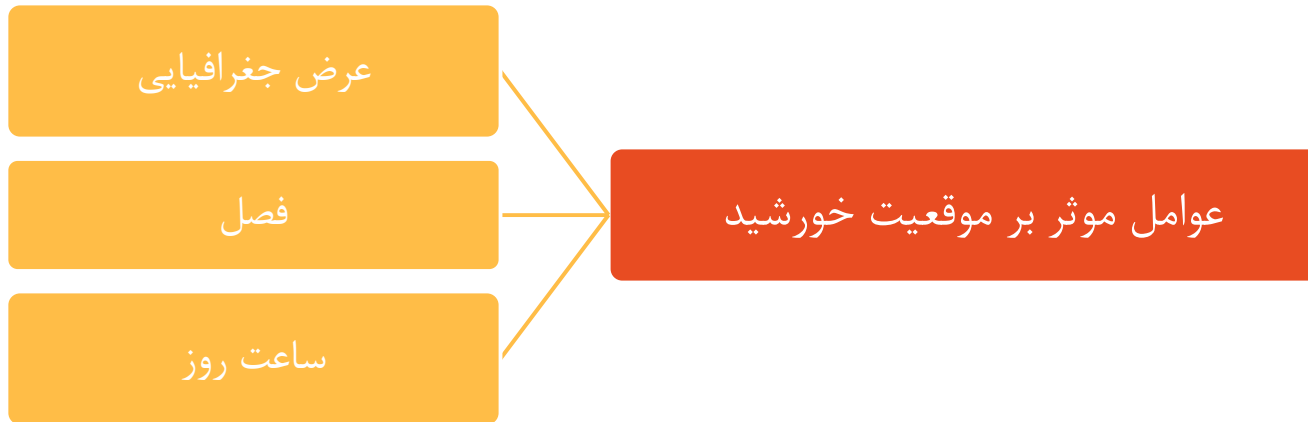 عوامل موثر بر موقعیت خورشید
عرض جغرافیایی
فصل
ساعت روز